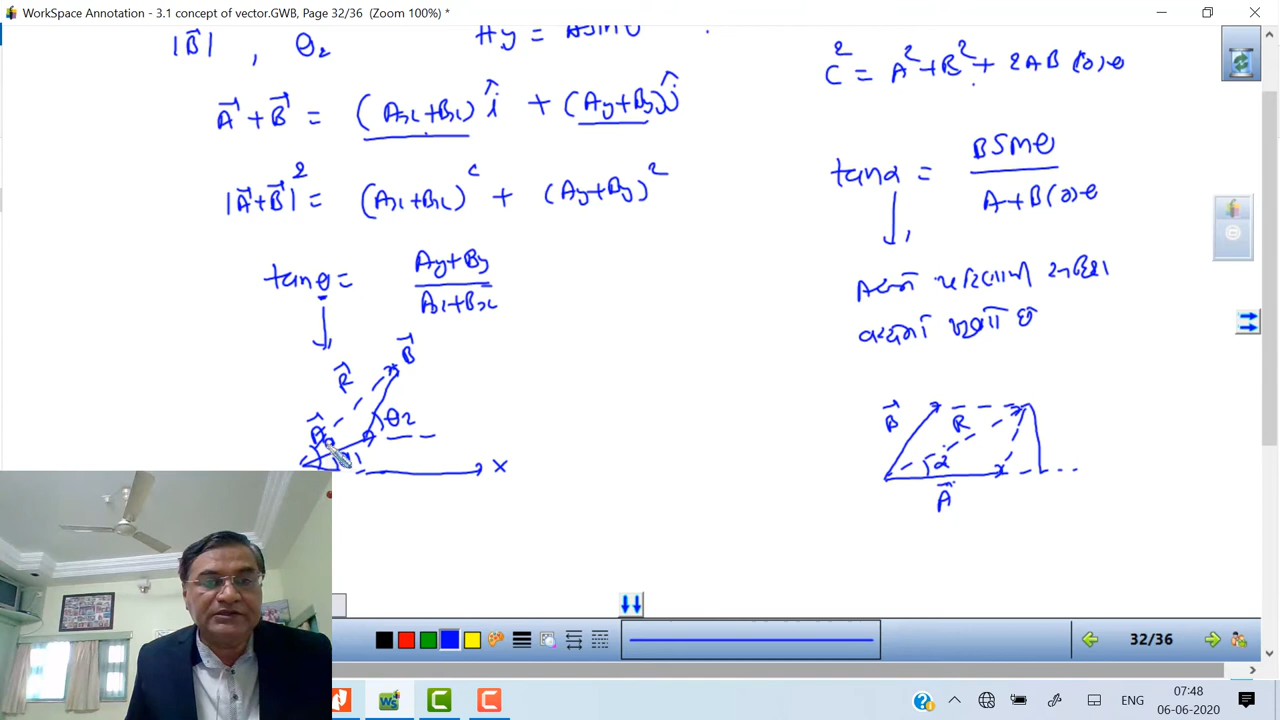 WorkSpace Annotation - 3.1 concept of vector.GWB, Page 32/36 (Zoom 100%) *
|B⃗| , θ2
Ay = Asinθ
A⃗ + B⃗ = (Ax+Bx) î + (Ay+By) ĵ
|A⃗+B⃗|² = (Ax+Bx)² + (Ay+By)²
tanθ = Ay+By / Ax+Bx
B⃗
R⃗
θ2
A⃗
X
C² = A²+B²+ 2AB Cosθ
tanα = BSinθ / A+BCosθ
B⃗
R⃗
α
A⃗
32/36
ENG
07:48
06-06-2020